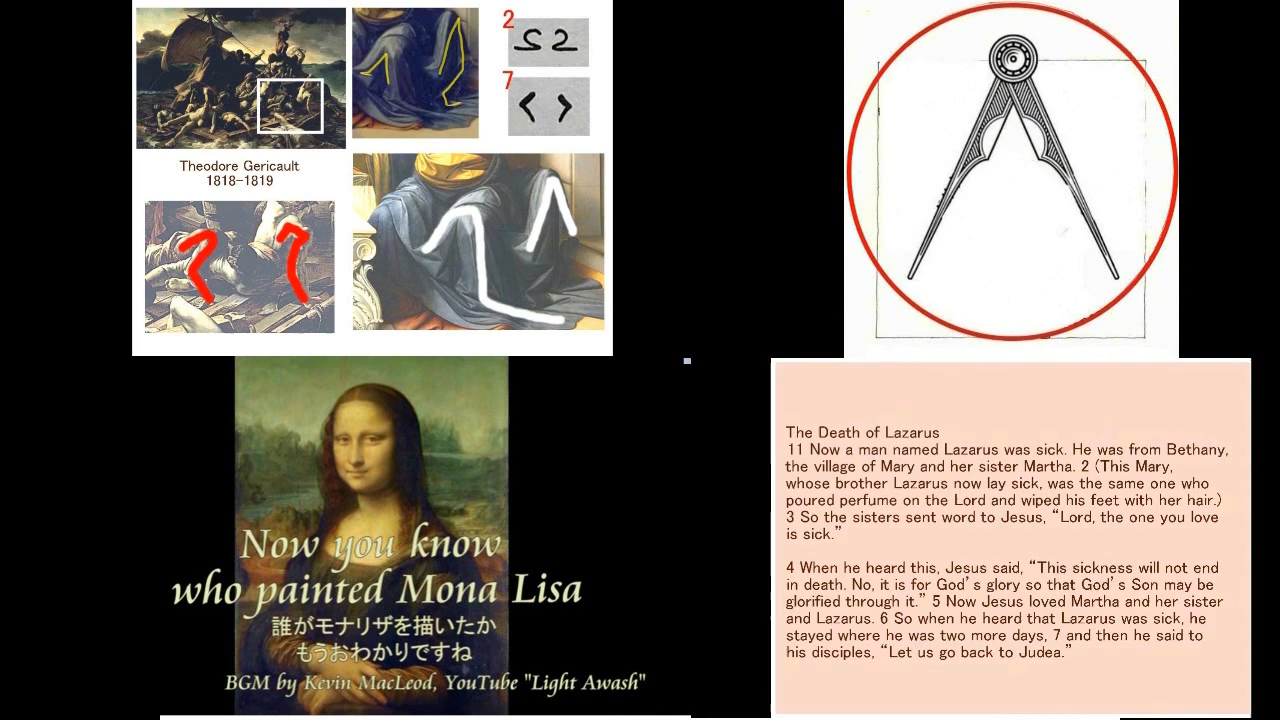 2
S2
7
< >
Theodore Gericault
1818-1819
Now you know
who painted Mona Lisa
誰がモナリザを描いたか
もうおわかりですね
BGM by Kevin MacLeod, YouTube "Light Awash"
The Death of Lazarus
11 Now a man named Lazarus was sick. He was from Bethany,
the village of Mary and her sister Martha. 2 (This Mary,
whose brother Lazarus now lay sick, was the same one who
poured perfume on the Lord and wiped his feet with her hair.)
3 So the sisters sent word to Jesus, “Lord, the one you love
is sick.”
4 When he heard this, Jesus said, “This sickness will not end
in death. No, it is for God’s glory so that God’s Son may be
glorified through it.” 5 Now Jesus loved Martha and her sister
and Lazarus. 6 So when he heard that Lazarus was sick, he
stayed where he was two more days, 7 and then he said to
his disciples, “Let us go back to Judea.”